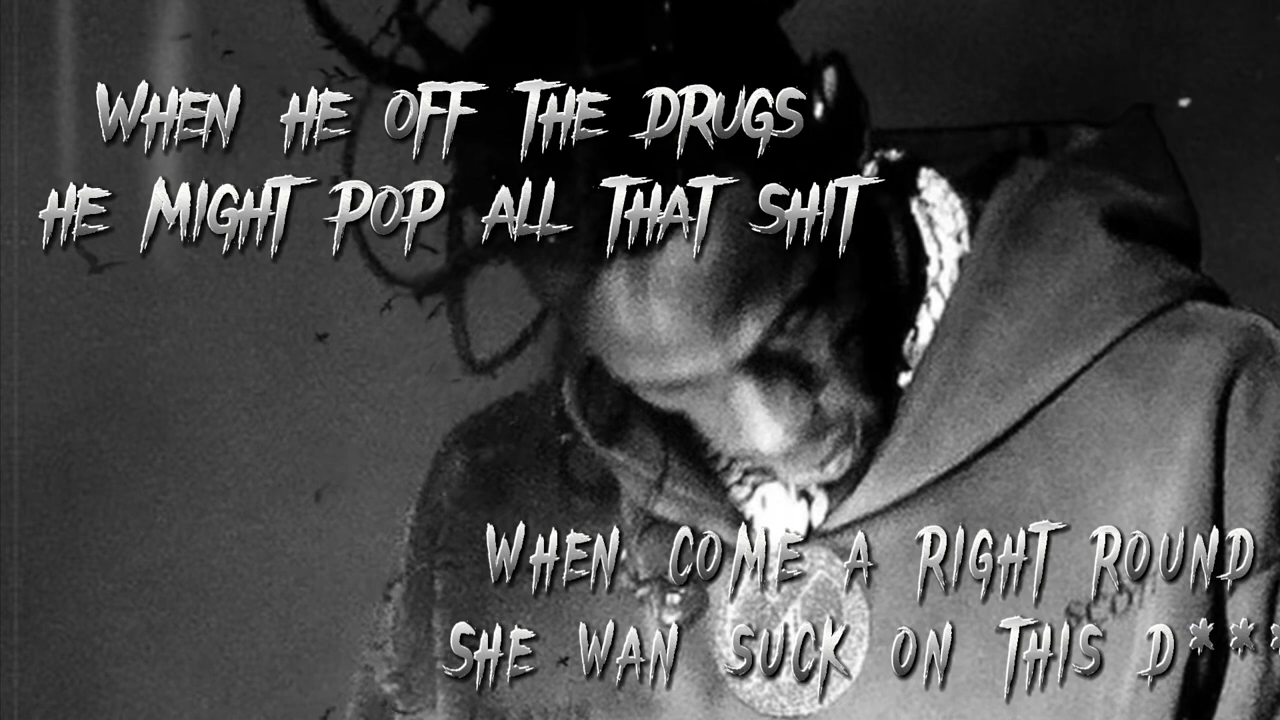 WHEN HE OFF THE DRUGS
HE MIGHT POP ALL THAT SHIT
WHEN COME A RIGHT ROUND
SHE WAN SUCK ON THIS D***